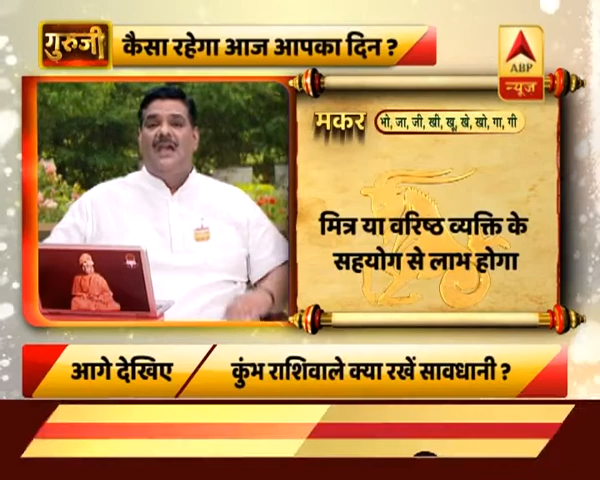 गुरुजी
कैसा रहेगा आज आपका दिन ?
ABP
न्यूज़
मकर
भो, जा, जी, खी, खू, खे, खो, गा, गी
मित्र या वरिष्ठ व्यक्ति के
सहयोग से लाभ होगा
आगे देखिए
कुंभ राशिवाले क्या रखें सावधानी ?